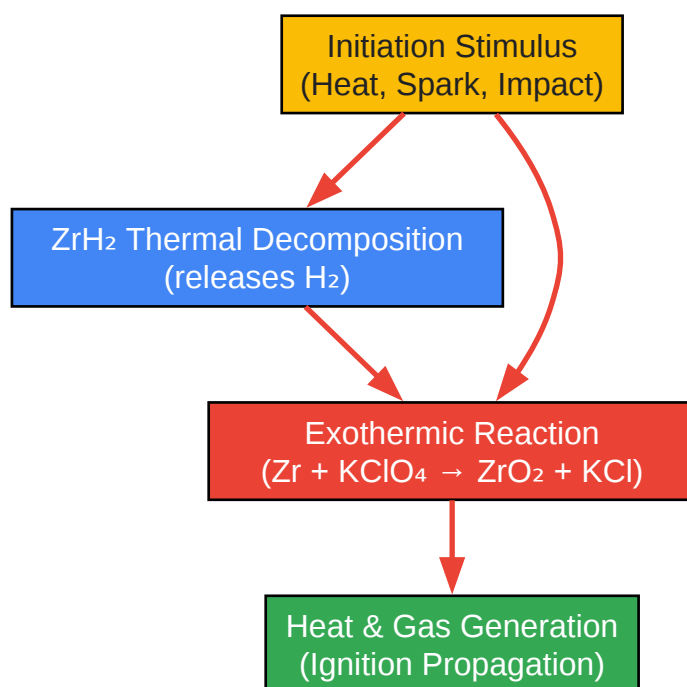 Initiation Stimulus
(Heat, Spark, Impact)
ZrH₂ Thermal Decomposition
(releases H₂)
Exothermic Reaction
(Zr + KClO₄ → ZrO₂ + KCl)
Heat & Gas Generation
(Ignition Propagation)